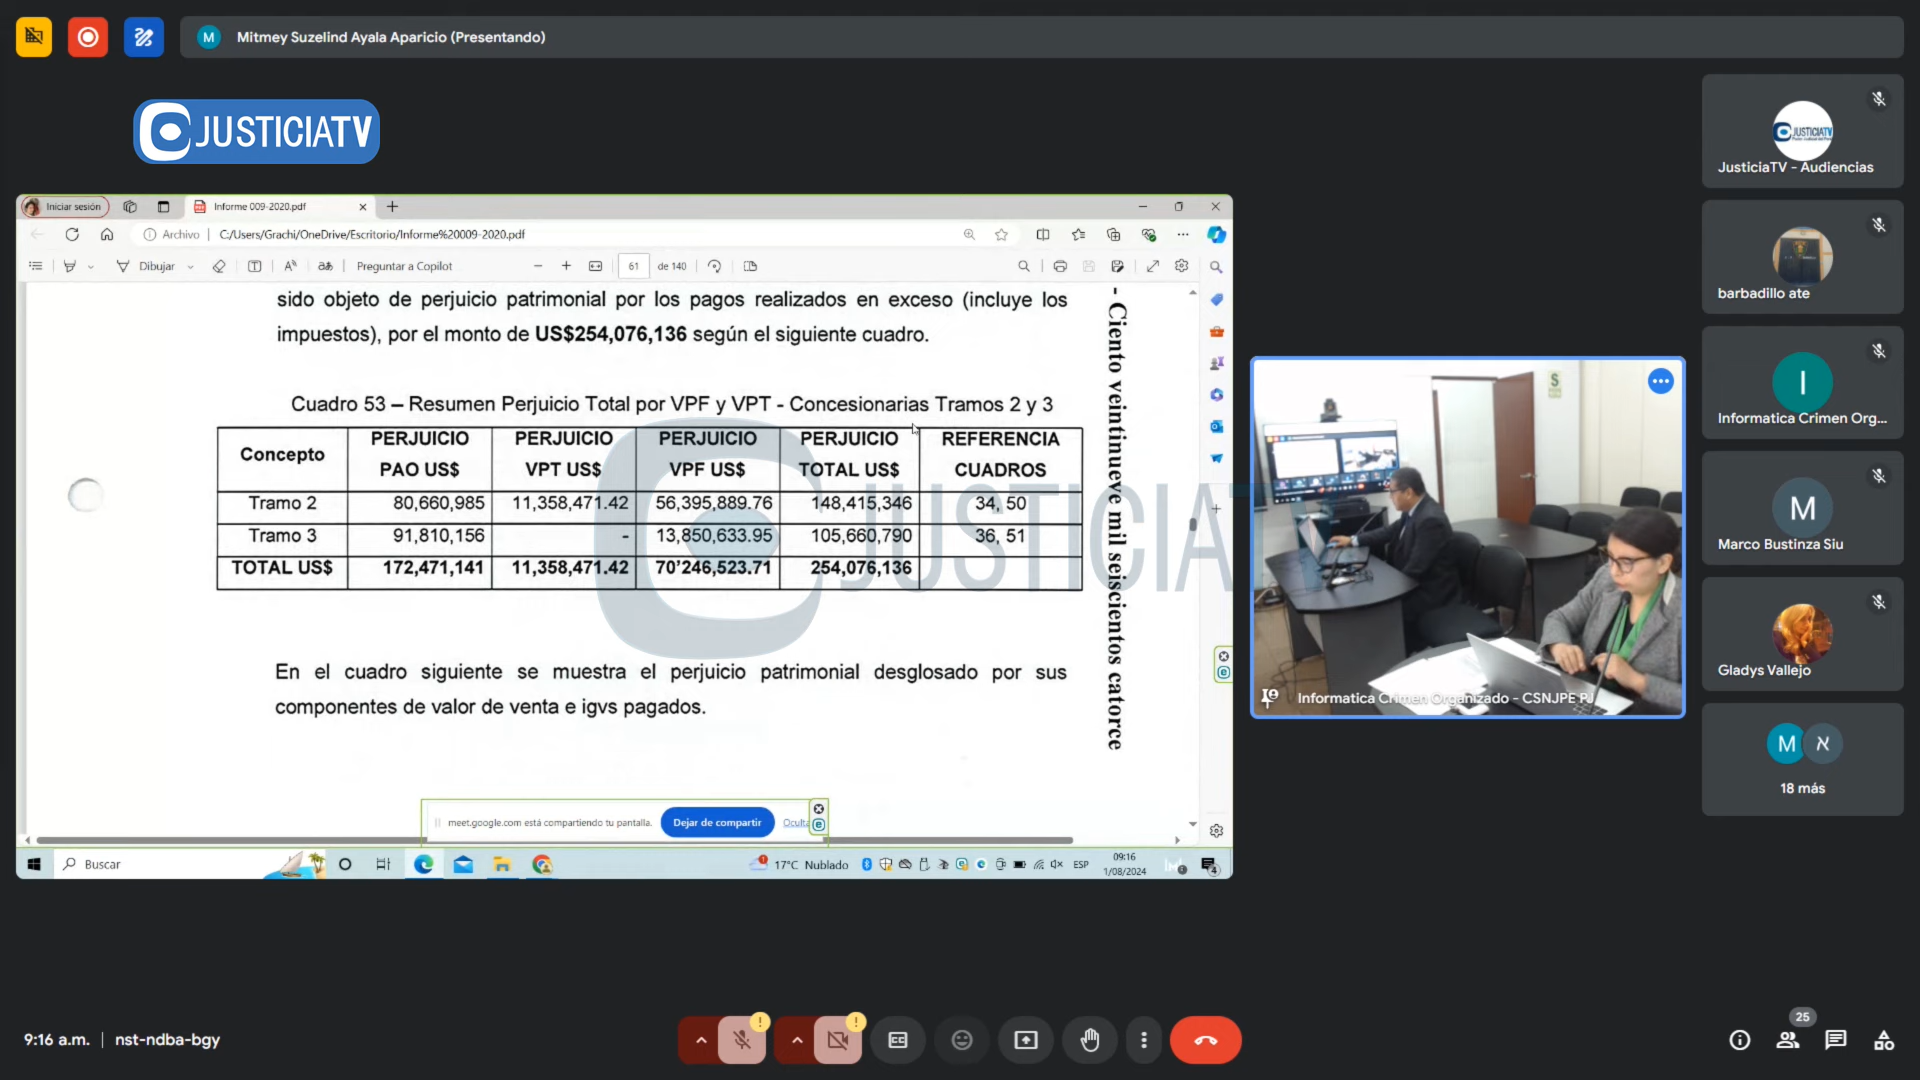 Mitmey Suzelind Ayala Aparicio (Presentando)
JUSTICIATV
Iniciar sesión
Informe 009-2020.pdf
Archivo | C:/Users/Grachi/OneDrive/Escritorio/Informe%20009-2020.pdf
Dibujar
Preguntar a Copilot
61 de 140
sido objeto de perjuicio patrimonial por los pagos realizados en exceso (incluye los
impuestos), por el monto de US$254,076,136 según el siguiente cuadro.
Cuadro 53 – Resumen Perjuicio Total por VPF y VPT - Concesionarias Tramos 2 y 3
Concepto | PERJUICIO PAO US$ | PERJUICIO VPT US$ | PERJUICIO VPF US$ | PERJUICIO TOTAL US$ | REFERENCIA CUADROS
Tramo 2 | 80,660,985 | 11,358,471.42 | 56,395,889.76 | 148,415,346 | 34, 50
Tramo 3 | 91,810,156 | - | 13,850,633.95 | 105,660,790 | 36, 51
TOTAL US$ | 172,471,141 | 11,358,471.42 | 70'246,523.71 | 254,076,136
En el cuadro siguiente se muestra el perjuicio patrimonial desglosado por sus
componentes de valor de venta e igvs pagados.
- Ciento veintinueve mil seiscientos catorce
JUSTICIATV
meet.google.com está compartiendo tu pantalla.
Dejar de compartir
Buscar
17°C Nublado
ESP
09:16
1/08/2024
4
Informatica Crimen Organizado - CSNJPE PJ
S
JUSTICIATV
JusticiaTV - Audiencias
barbadillo ate
I
Informatica Crimen Org...
M
Marco Bustinza Siu
Gladys Vallejo
M
א
18 más
9:16 a.m. | nst-ndba-bgy
25